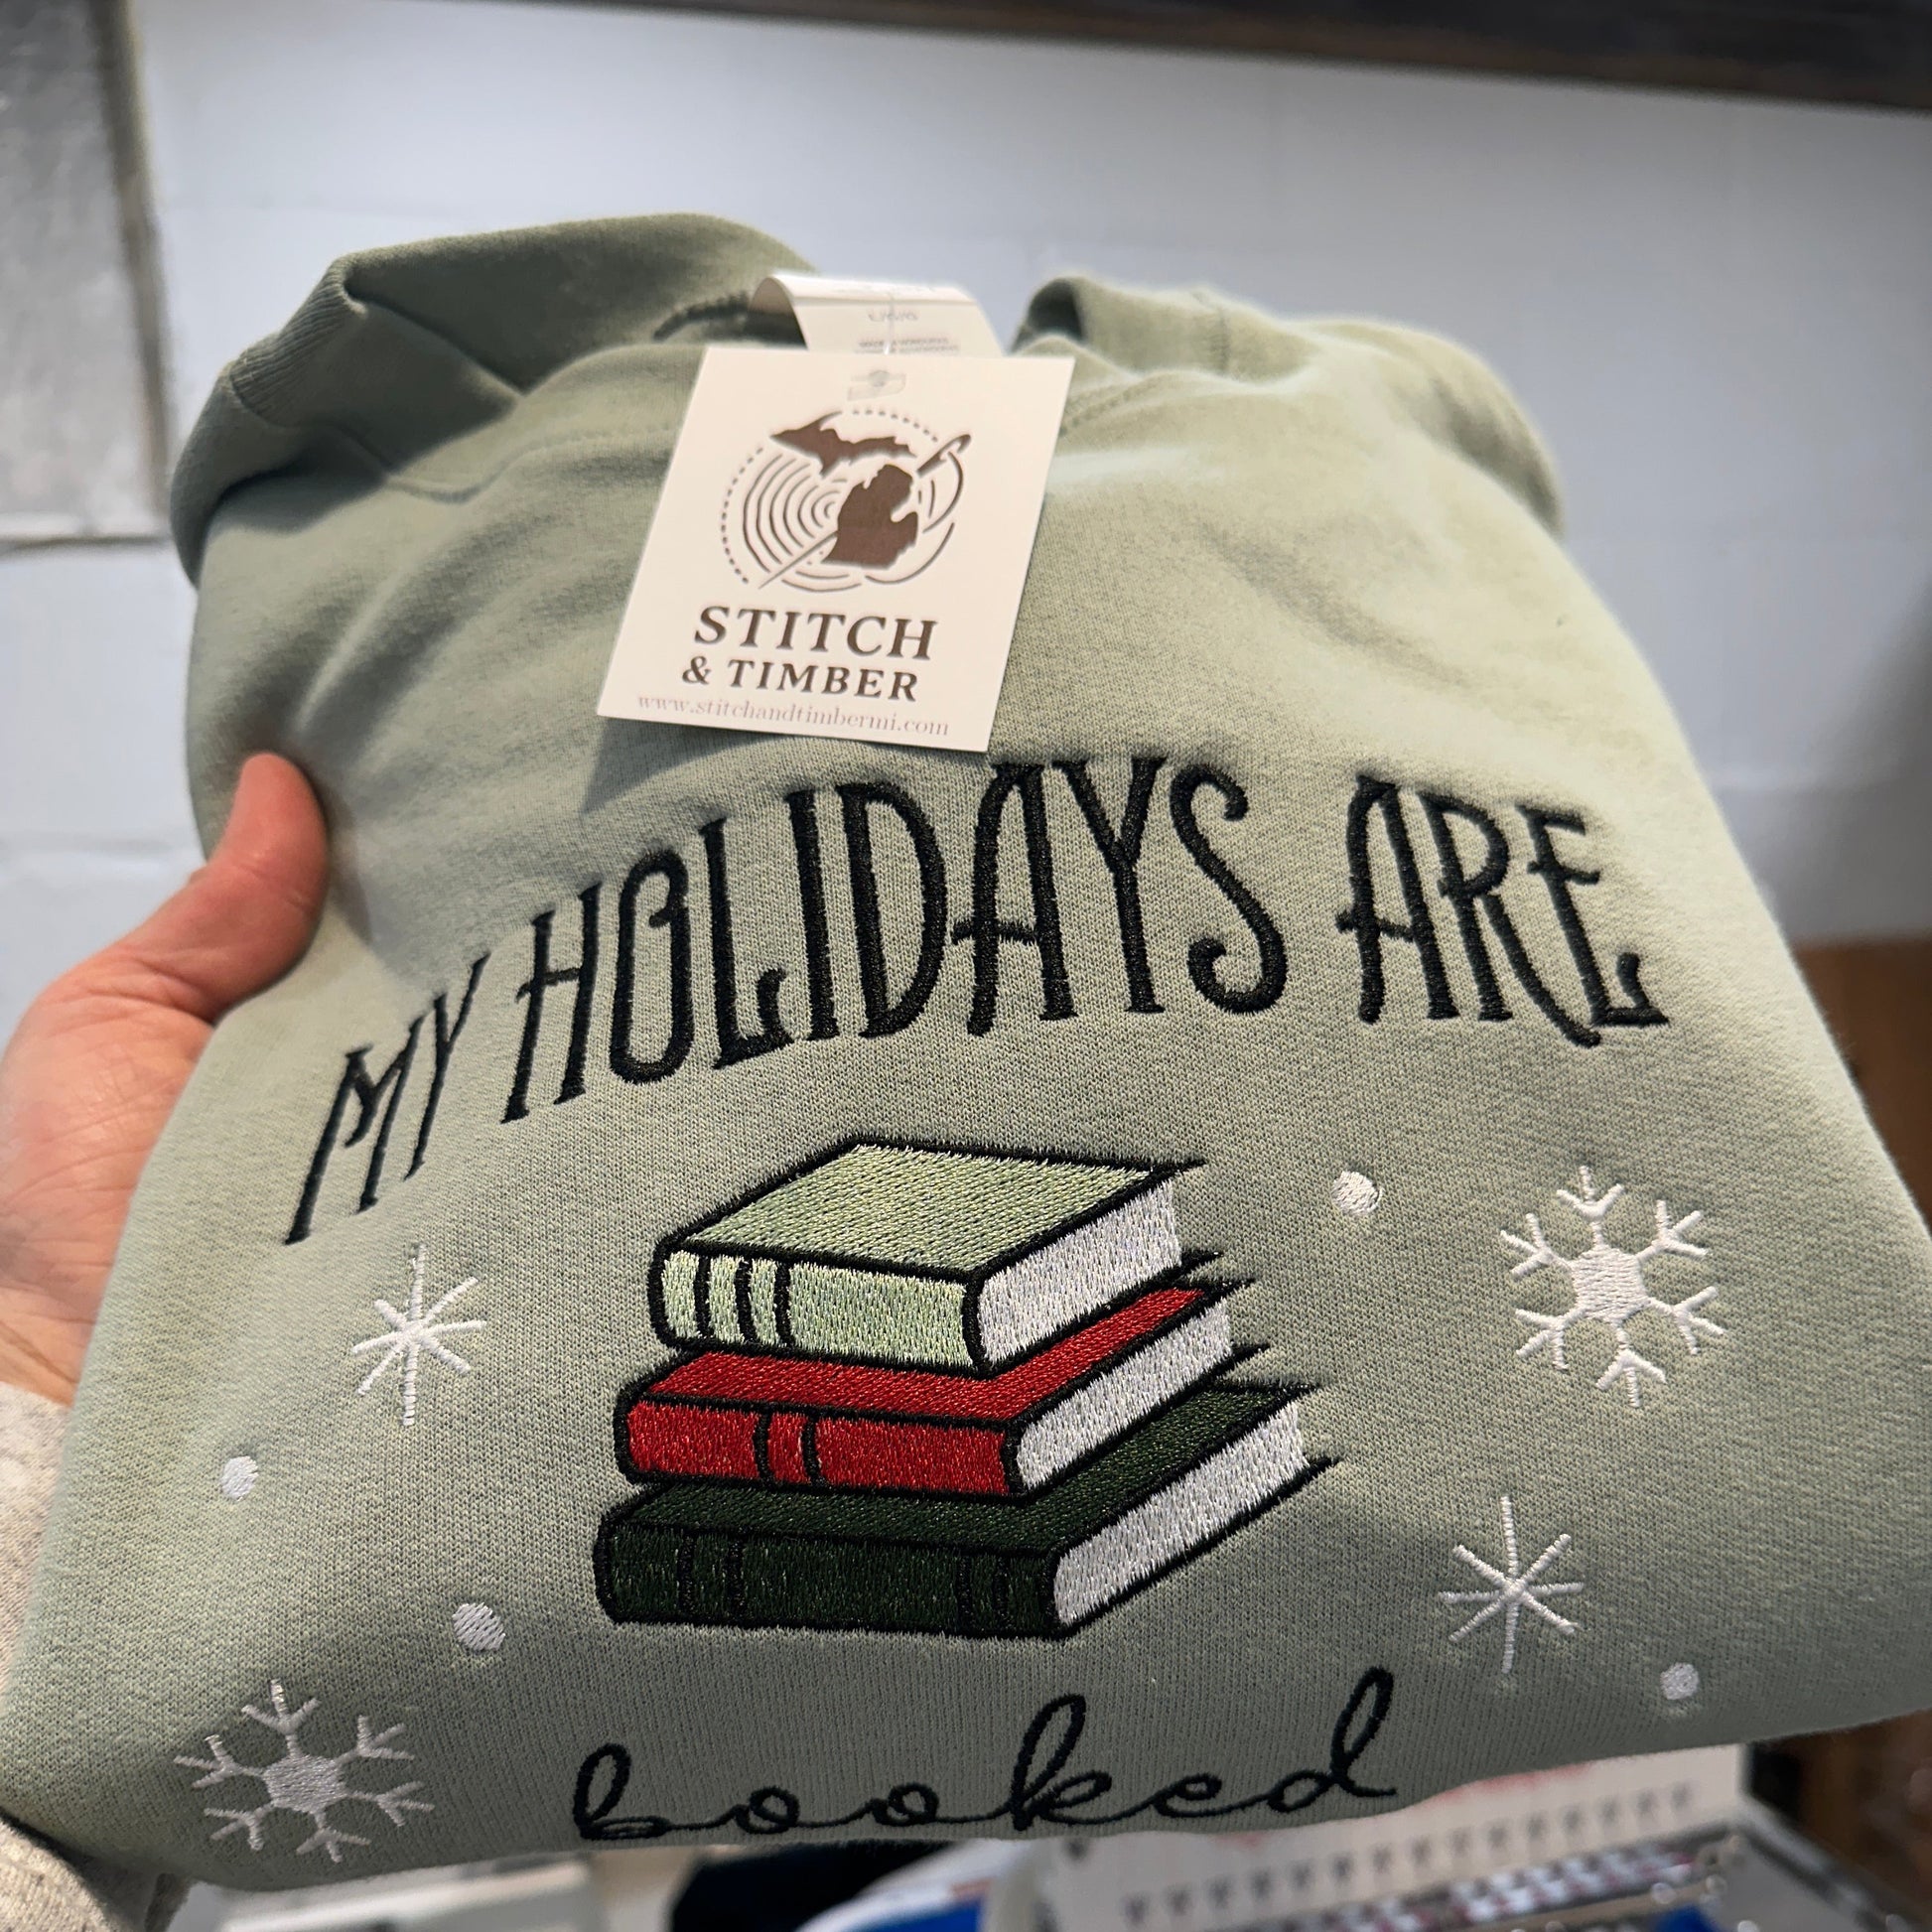 STITCH
& TIMBER
www.stitchandtimbermi.com
MY HOLIDAYS ARE
booked